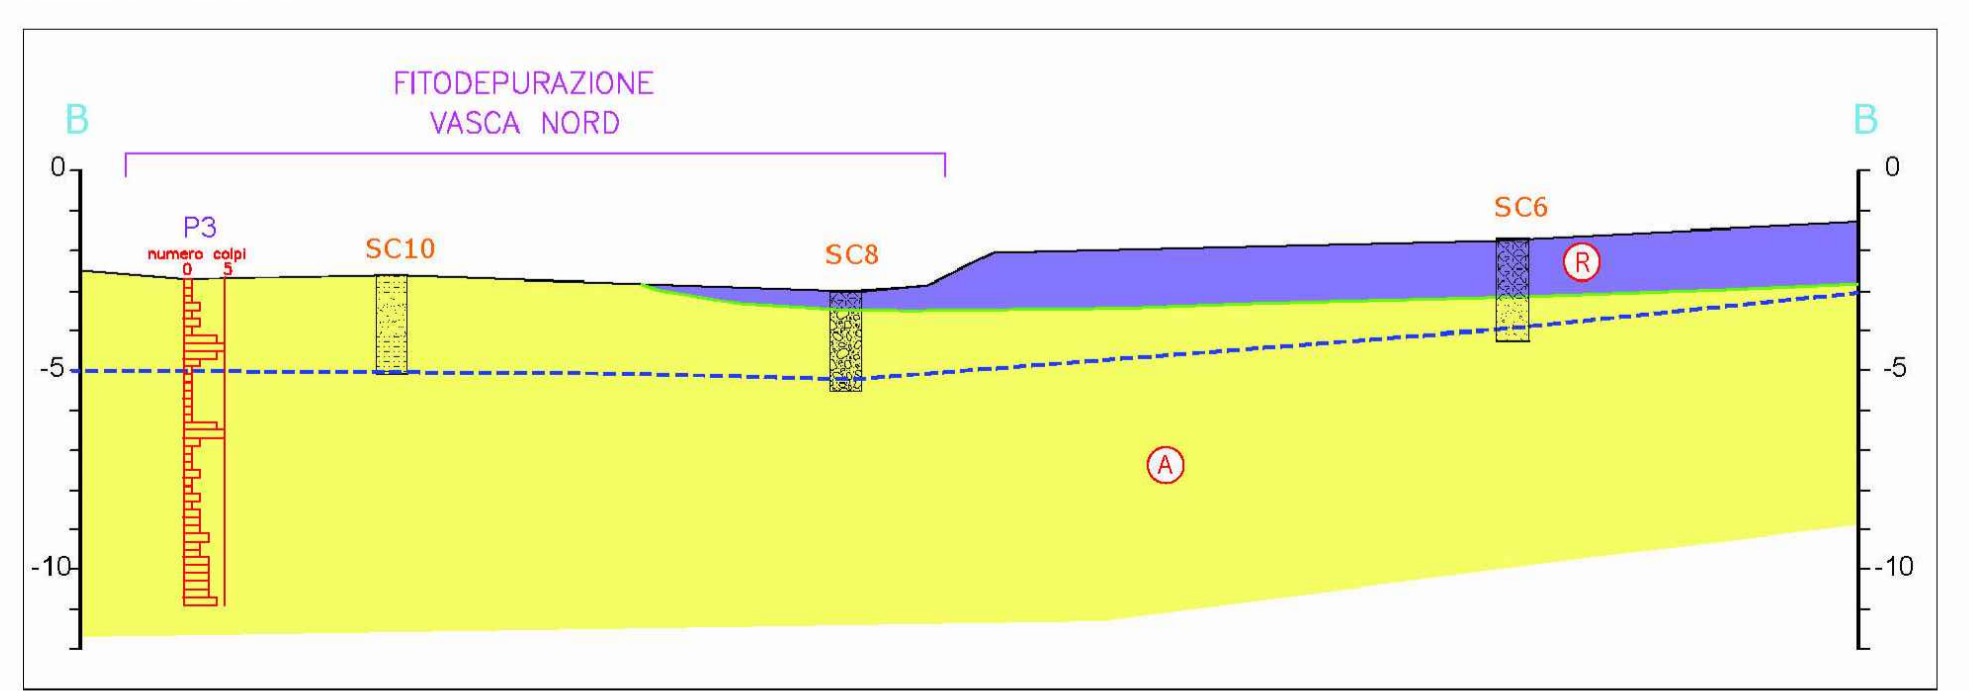 FITODEPURAZIONE
VASCA NORD
B
B
0
0
P3
numero colpi
0 5
SC10
SC8
SC6
R
-5
-5
A
-10
-10